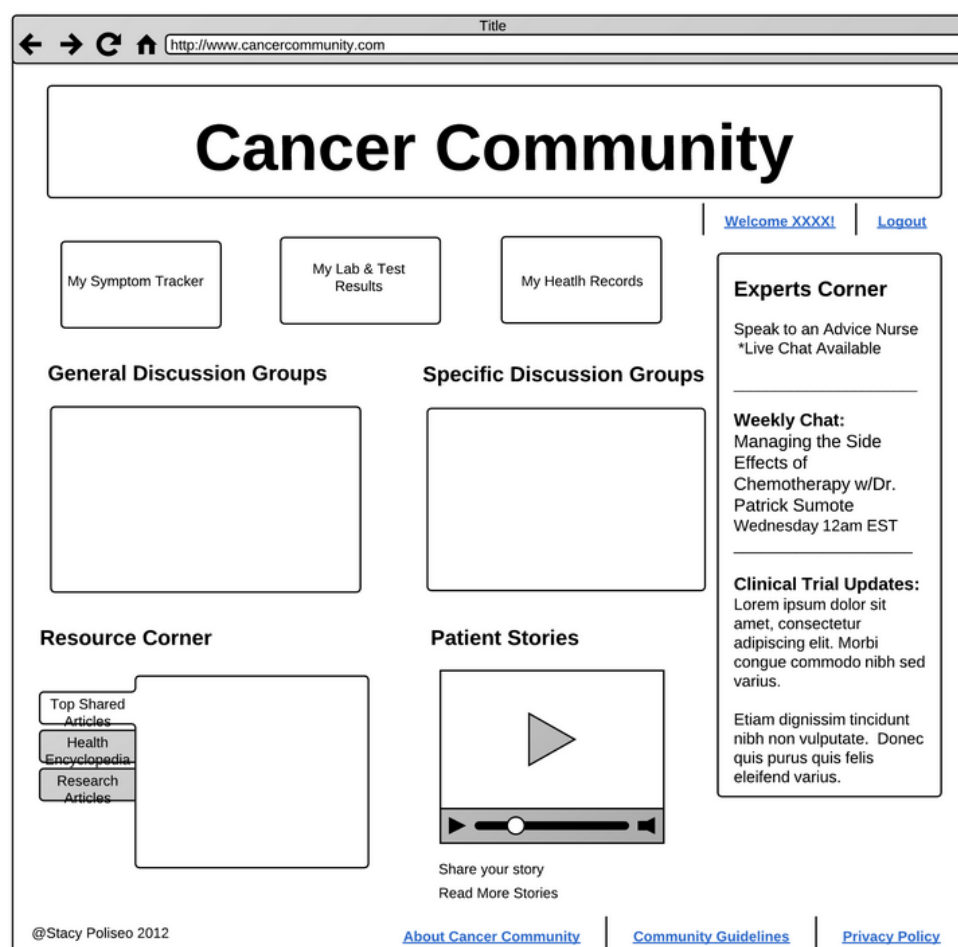 Title
http://www.cancercommunity.com
Cancer Community
Welcome XXXX!
Logout
My Symptom Tracker
My Lab & Test
Results
My Heatlh Records
General Discussion Groups
Specific Discussion Groups
Experts Corner
Speak to an Advice Nurse
*Live Chat Available
Weekly Chat:
Managing the Side
Effects of
Chemotherapy w/Dr.
Patrick Sumote
Wednesday 12am EST
Clinical Trial Updates:
Lorem ipsum dolor sit
amet, consectetur
adipiscing elit. Morbi
congue commodo nibh sed
varius.
Etiam dignissim tincidunt
nibh non vulputate. Donec
quis purus quis felis
eleifend varius.
Resource Corner
Top Shared
Articles
Health
Encyclopedia
Research
Articles
Patient Stories
Share your story
Read More Stories
@Stacy Poliseo 2012
About Cancer Community
Community Guidelines
Privacy Policy